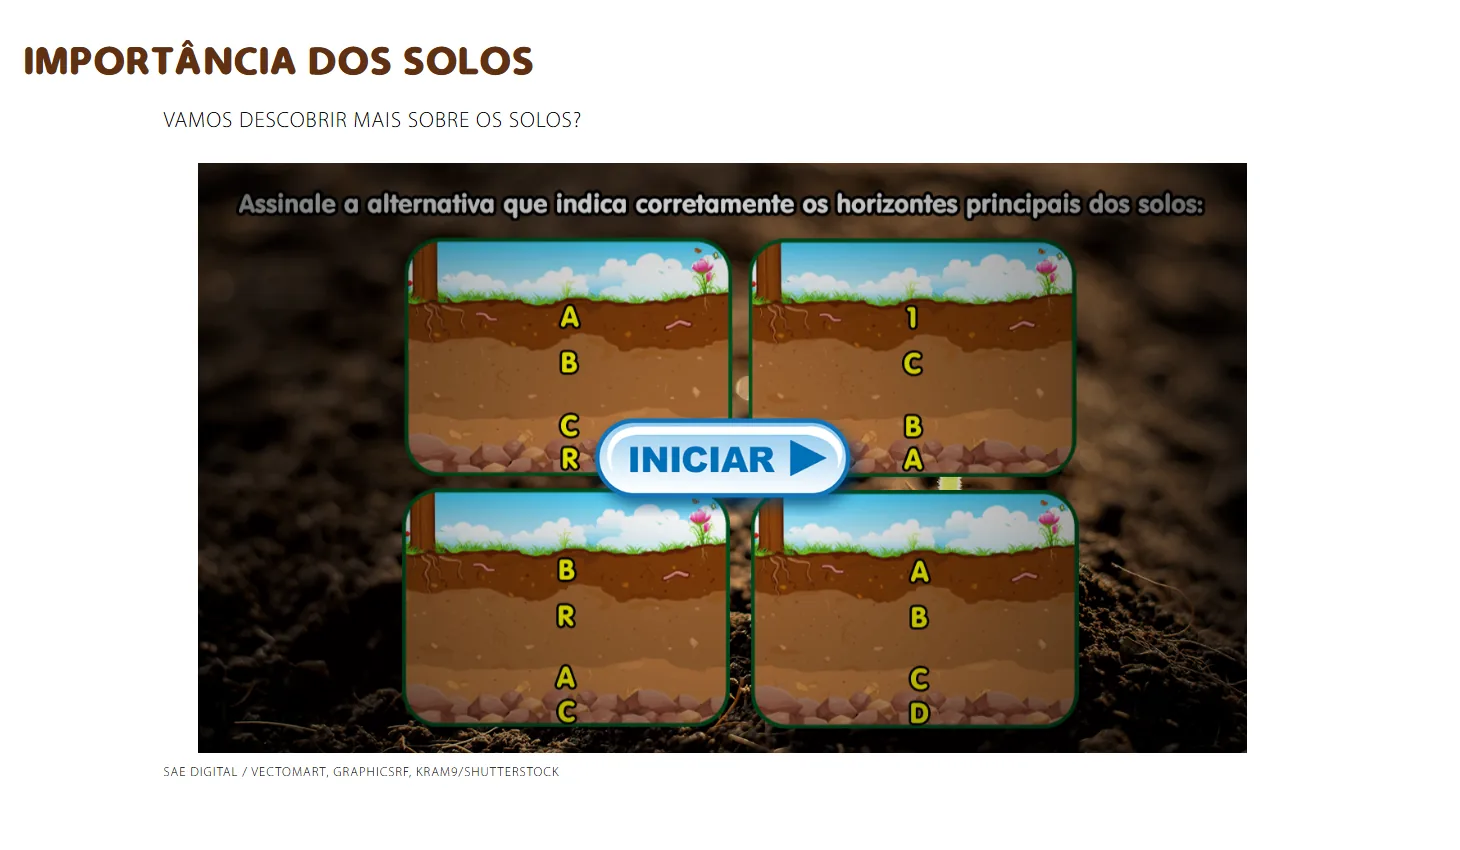 IMPORTÂNCIA DOS SOLOS
VAMOS DESCOBRIR MAIS SOBRE OS SOLOS?
Assinale a alternativa que indica corretamente os horizontes principais dos solos:
A
B
C
R
1
C
B
A
INICIAR
B
R
A
C
A
B
C
D
SAE DIGITAL / VECTOMART, GRAPHICSRF, KRAM9/SHUTTERSTOCK